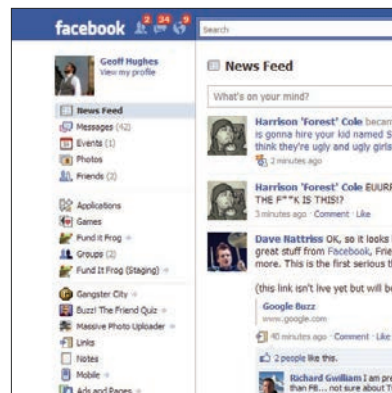 facebook 2 34 9
Search
Geoff Hughes
View my profile
News Feed
Messages (42)
Events (1)
Photos
Friends (2)
Applications
Games
Fund it Frog
Groups (2)
Fund It Frog (Staging)
Gangster City
Buzz! The Friend Quiz
Massive Photo Uploader
Links
Notes
Mobile
Ads and Pages
News Feed
What's on your mind?
Harrison 'Forest' Cole becam
is gonna hire your kid named S
think they're ugly and ugly girls
2 minutes ago
Harrison 'Forest' Cole EUURR
THE F**K IS THIS!?
3 minutes ago · Comment · Like
Dave Nattriss OK, so it looks
great stuff from Facebook, Frie
more. This is the first serious t
(this link isn't live yet but will be
Google Buzz
www.google.com
40 minutes ago · Comment · Like
2 people like this.
Richard Gwilliam I am pre
than FB... not sure about T